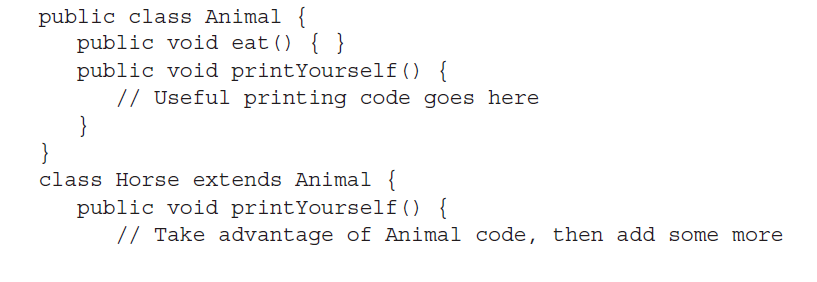 public class Animal {
   public void eat() { }
   public void printYourself() {
      // Useful printing code goes here
   }
}
class Horse extends Animal {
   public void printYourself() {
      // Take advantage of Animal code, then add some more